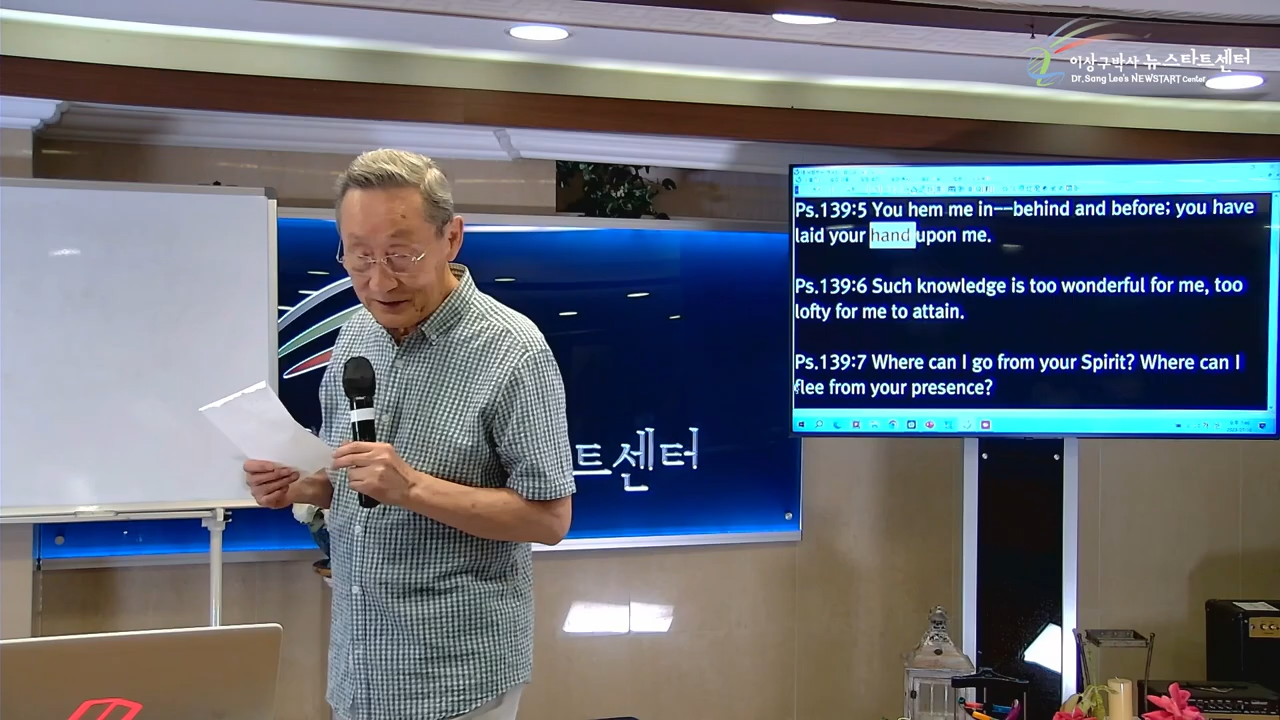 이상구박사 뉴스타트센터
Dr. Sang Lee's NEWSTART Center
Ps.139:5 You hem me in--behind and before; you have
laid your hand upon me.
Ps.139:6 Such knowledge is too wonderful for me, too
lofty for me to attain.
Ps.139:7 Where can I go from your Spirit? Where can I
flee from your presence?
트센터